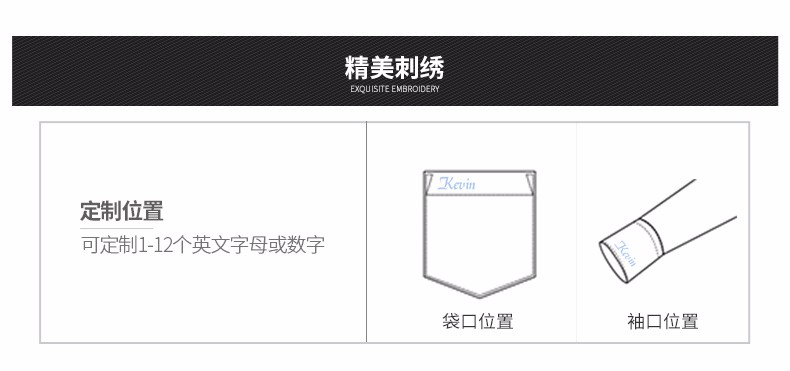 精美刺绣
EXQUISITE EMBROIDERY
定制位置
可定制1-12个英文字母或数字
Kevin
袋口位置
Kevin
袖口位置